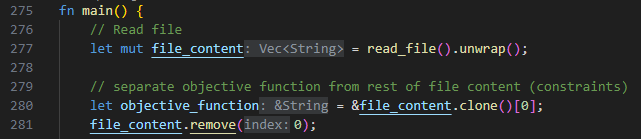 275 fn main() {
276 // Read file
277 let mut file_content: Vec<String> = read_file().unwrap();
278
279 // separate objective function from rest of file content (constraints)
280 let objective_function: &String = &file_content.clone()[0];
281 file_content.remove(index: 0);